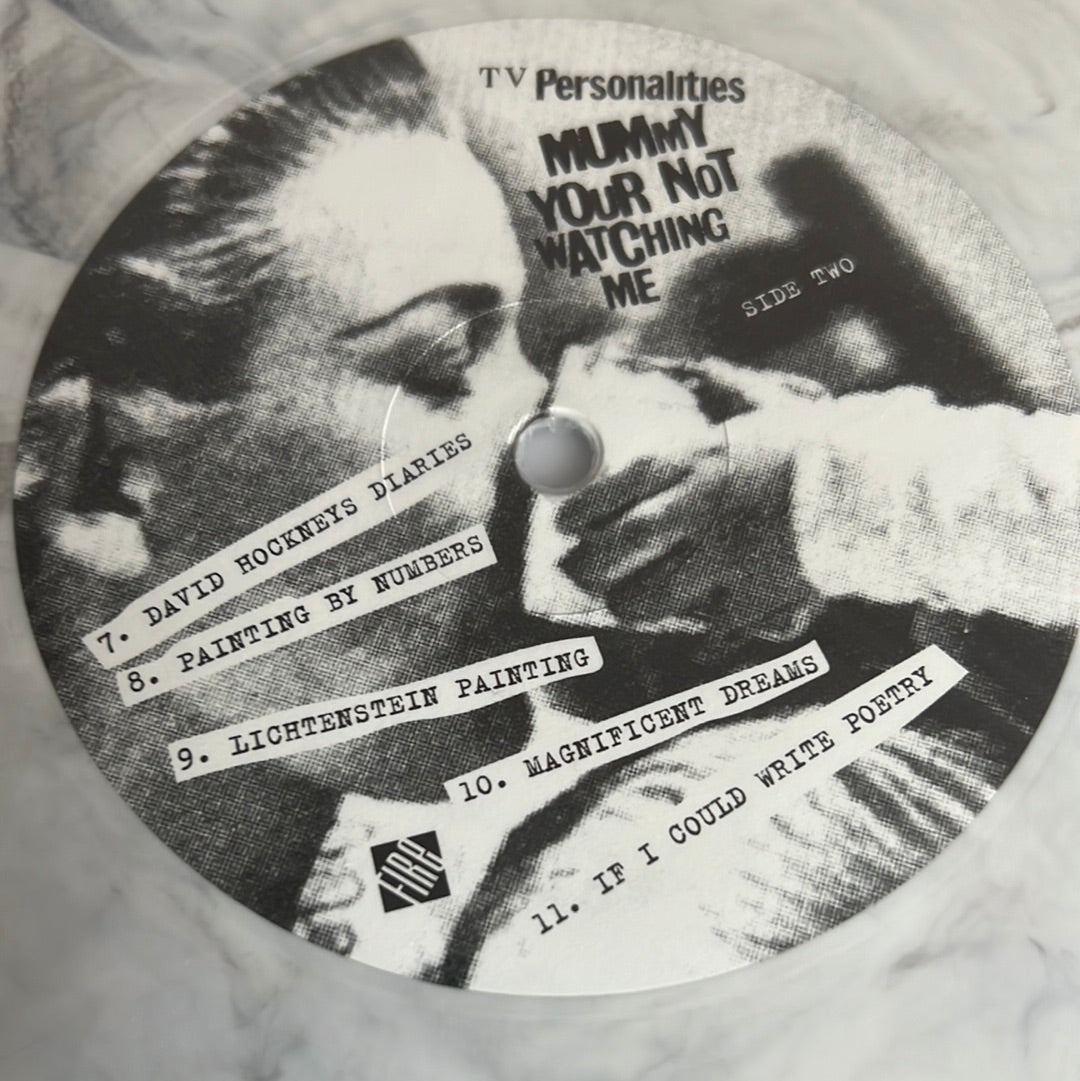 TV Personalities
MUMMY
YOUR NOT
WATCHING
ME
SIDE TWO
7. DAVID HOCKNEYS DIARIES
8. PAINTING BY NUMBERS
9. LICHTENSTEIN PAINTING
10. MAGNIFICENT DREAMS
11. IF I COULD WRITE POETRY
FIRE